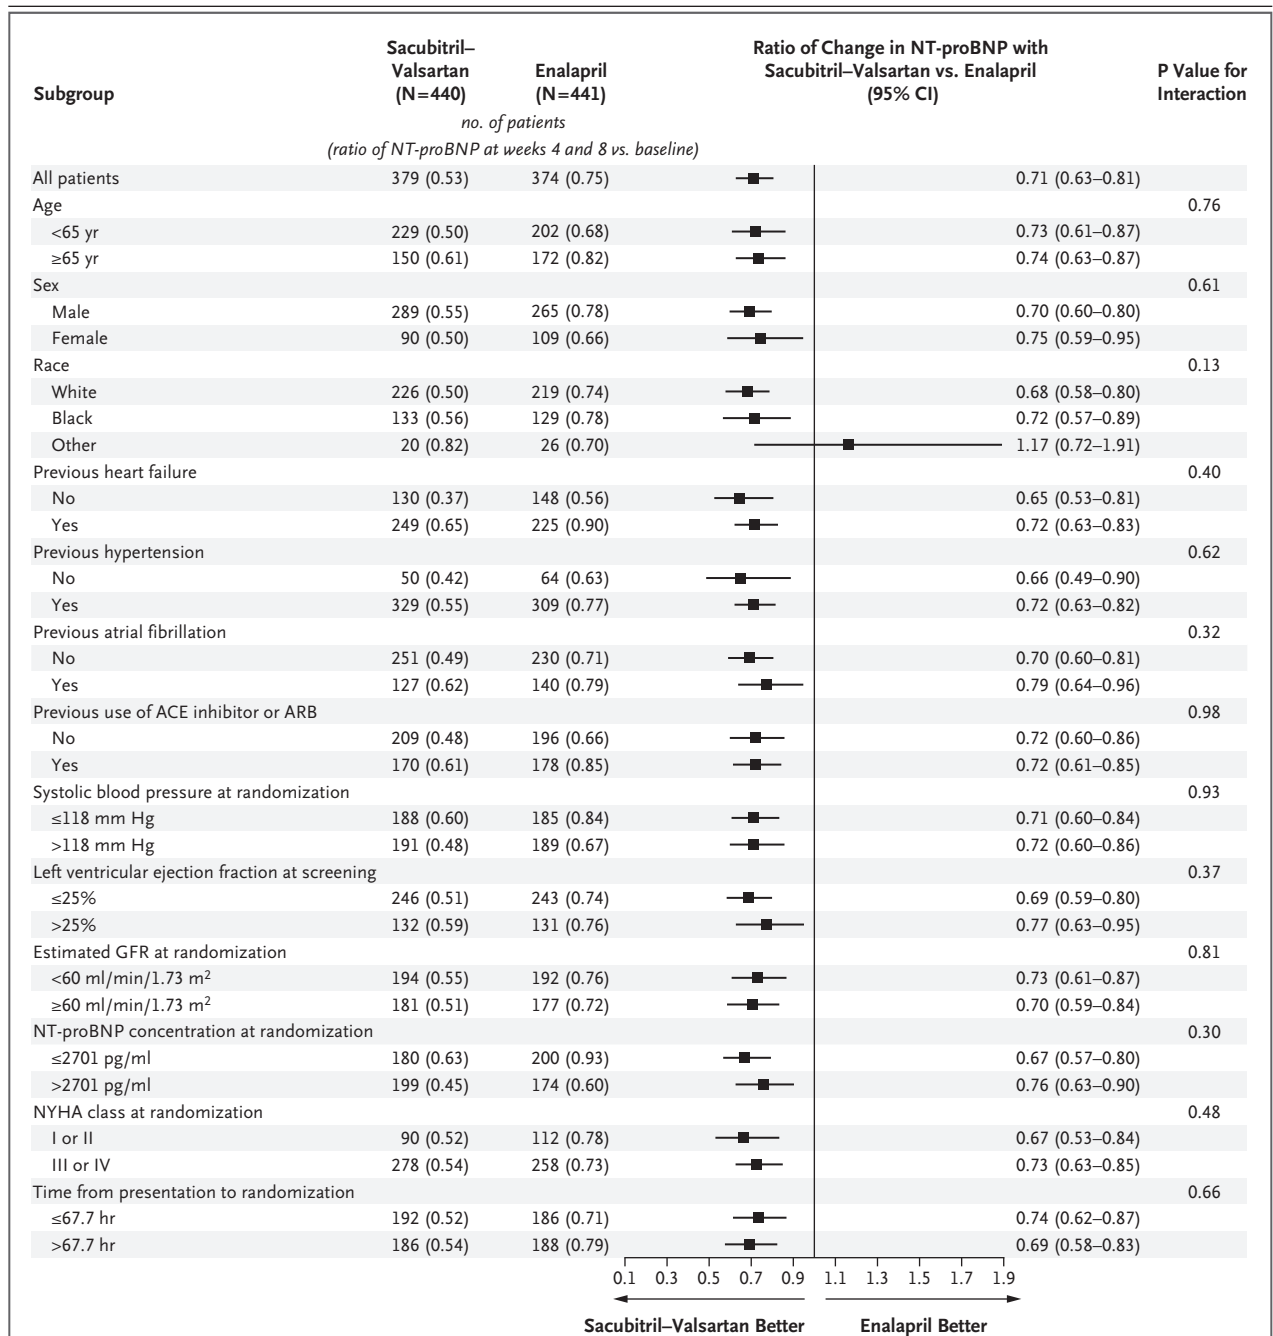 Subgroup Sacubitril–Valsartan (N=440) Enalapril (N=441) Ratio of Change in NT-proBNP with Sacubitril–Valsartan vs. Enalapril (95% CI) P Value for Interaction
no. of patients
(ratio of NT-proBNP at weeks 4 and 8 vs. baseline)
All patients 379 (0.53) 374 (0.75) 0.71 (0.63–0.81)
Age 0.76
<65 yr 229 (0.50) 202 (0.68) 0.73 (0.61–0.87)
≥65 yr 150 (0.61) 172 (0.82) 0.74 (0.63–0.87)
Sex 0.61
Male 289 (0.55) 265 (0.78) 0.70 (0.60–0.80)
Female 90 (0.50) 109 (0.66) 0.75 (0.59–0.95)
Race 0.13
White 226 (0.50) 219 (0.74) 0.68 (0.58–0.80)
Black 133 (0.56) 129 (0.78) 0.72 (0.57–0.89)
Other 20 (0.82) 26 (0.70) 1.17 (0.72–1.91)
Previous heart failure 0.40
No 130 (0.37) 148 (0.56) 0.65 (0.53–0.81)
Yes 249 (0.65) 225 (0.90) 0.72 (0.63–0.83)
Previous hypertension 0.62
No 50 (0.42) 64 (0.63) 0.66 (0.49–0.90)
Yes 329 (0.55) 309 (0.77) 0.72 (0.63–0.82)
Previous atrial fibrillation 0.32
No 251 (0.49) 230 (0.71) 0.70 (0.60–0.81)
Yes 127 (0.62) 140 (0.79) 0.79 (0.64–0.96)
Previous use of ACE inhibitor or ARB 0.98
No 209 (0.48) 196 (0.66) 0.72 (0.60–0.86)
Yes 170 (0.61) 178 (0.85) 0.72 (0.61–0.85)
Systolic blood pressure at randomization 0.93
≤118 mm Hg 188 (0.60) 185 (0.84) 0.71 (0.60–0.84)
>118 mm Hg 191 (0.48) 189 (0.67) 0.72 (0.60–0.86)
Left ventricular ejection fraction at screening 0.37
≤25% 246 (0.51) 243 (0.74) 0.69 (0.59–0.80)
>25% 132 (0.59) 131 (0.76) 0.77 (0.63–0.95)
Estimated GFR at randomization 0.81
<60 ml/min/1.73 m² 194 (0.55) 192 (0.76) 0.73 (0.61–0.87)
≥60 ml/min/1.73 m² 181 (0.51) 177 (0.72) 0.70 (0.59–0.84)
NT-proBNP concentration at randomization 0.30
≤2701 pg/ml 180 (0.63) 200 (0.93) 0.67 (0.57–0.80)
>2701 pg/ml 199 (0.45) 174 (0.60) 0.76 (0.63–0.90)
NYHA class at randomization 0.48
I or II 90 (0.52) 112 (0.78) 0.67 (0.53–0.84)
III or IV 278 (0.54) 258 (0.73) 0.73 (0.63–0.85)
Time from presentation to randomization 0.66
≤67.7 hr 192 (0.52) 186 (0.71) 0.74 (0.62–0.87)
>67.7 hr 186 (0.54) 188 (0.79) 0.69 (0.58–0.83)
0.1 0.3 0.5 0.7 0.9 1.1 1.3 1.5 1.7 1.9
Sacubitril–Valsartan Better Enalapril Better